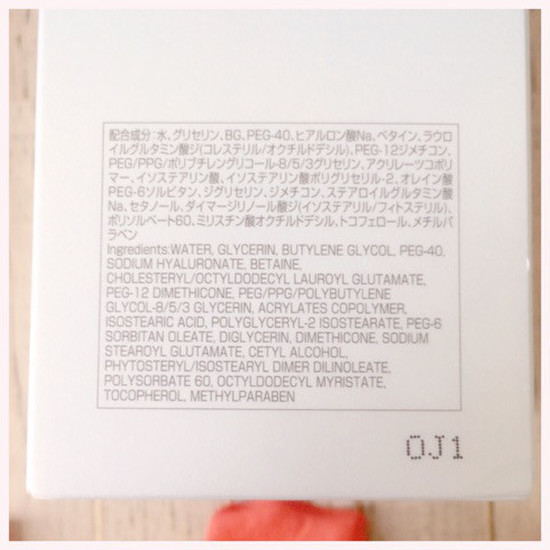 配合成分:水、グリセリン、BG、PEG-40、ヒアルロン酸Na、ベタイン、ラウロ
イルグルタミン酸ジ(コレステリル/オクチルドデシル)、PEG-12ジメチコン、
PEG/PPG/ポリブチレングリコール-8/5/3グリセリン、アクリレーツコポリ
マー、イソステアリン酸、イソステアリン酸ポリグリセリル-2、オレイン酸
PEG-6ソルビタン、ジグリセリン、ジメチコン、ステアロイルグルタミン酸
Na、セタノール、ダイマージリノール酸ジ(イソステアリル/フィトステリル)、
ポリソルベート60、ミリスチン酸オクチルドデシル、トコフェロール、メチルパ
ラベン
Ingredients:WATER, GLYCERIN, BUTYLENE GLYCOL, PEG-40,
SODIUM HYALURONATE, BETAINE,
CHOLESTERYL/OCTYLDODECYL LAUROYL GLUTAMATE,
PEG-12 DIMETHICONE, PEG/PPG/POLYBUTYLENE
GLYCOL-8/5/3 GLYCERIN, ACRYLATES COPOLYMER,
ISOSTEARIC ACID, POLYGLYCERYL-2 ISOSTEARATE, PEG-6
SORBITAN OLEATE, DIGLYCERIN, DIMETHICONE, SODIUM
STEAROYL GLUTAMATE, CETYL ALCOHOL,
PHYTOSTERYL/ISOSTEARYL DIMER DILINOLEATE,
POLYSORBATE 60, OCTYLDODECYL MYRISTATE,
TOCOPHEROL, METHYLPARABEN
OJ1